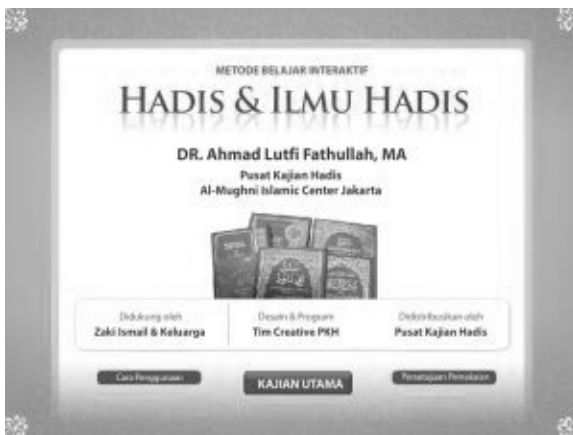 METODE BELAJAR INTERAKTIF
HADIS & ILMU HADIS
DR. Ahmad Lutfi Fathullah, MA
Pusat Kajian Hadis
Al-Mughni Islamic Center Jakarta
Didukung oleh
Zaki Ismail & Keluarga
Desain & Program
Tim Creative PKH
Didistribusikan oleh
Pusat Kajian Hadis
Cara Penggunaan
KAJIAN UTAMA
Persetujuan Pemakaian